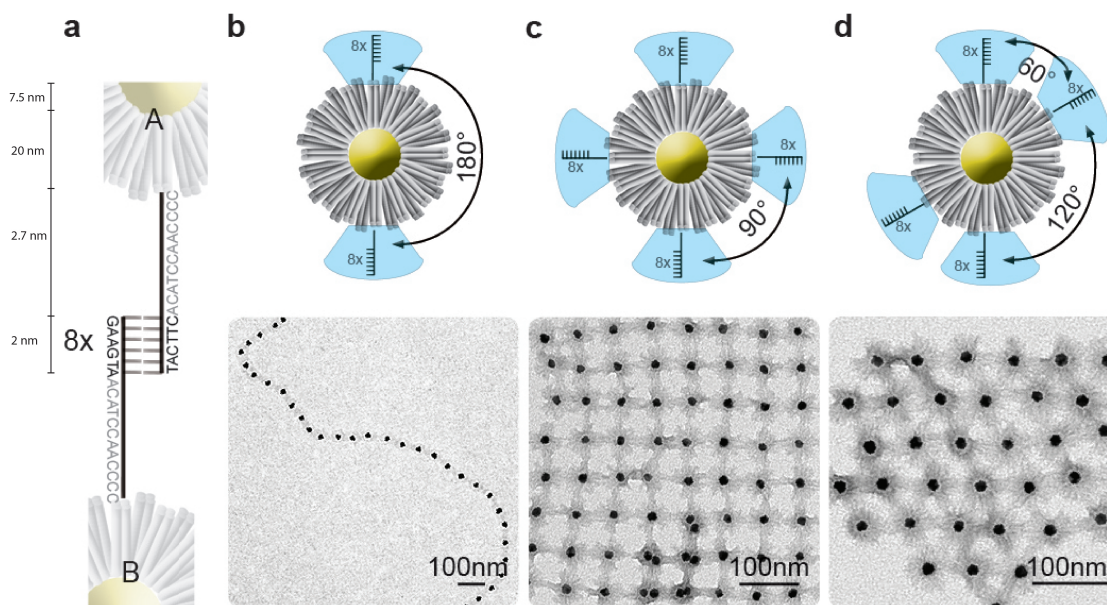 a
7.5 nm
20 nm
2.7 nm
2 nm
A
TACTTCACATCCAACCCC
8x
GAAGTAACATCCAACCCC
B
b
8x
180°
8x
100nm
c
8x
8x
8x
90°
8x
100nm
d
8x
60°
8x
8x
120°
8x
100nm